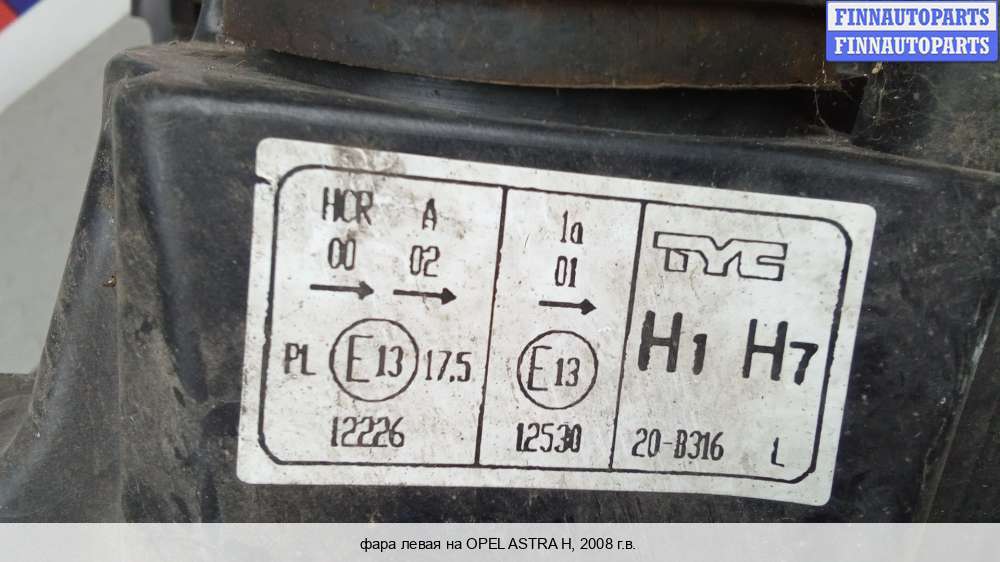 FINNAUTOPARTS
FINNAUTOPARTS
HCR A
00 02
PL E13 17,5
12226
1a
01
E13
12530
TYC
H1 H7
20-B316 L
фара левая на OPEL ASTRA H, 2008 г.в.